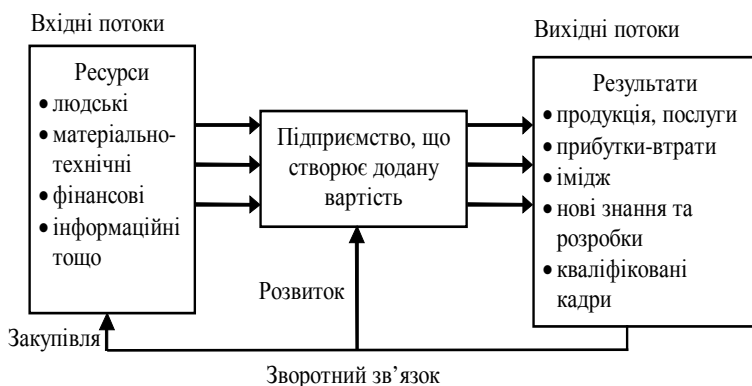 Вхідні потоки
Ресурси
• людські
• матеріально-
технічні
• фінансові
• інформаційні
тощо
Підприємство, що
створює додану
вартість
Вихідні потоки
Результати
• продукція, послуги
• прибутки-втрати
• імідж
• нові знання та
розробки
• кваліфіковані
кадри
Закупівля
Розвиток
Зворотний зв’язок